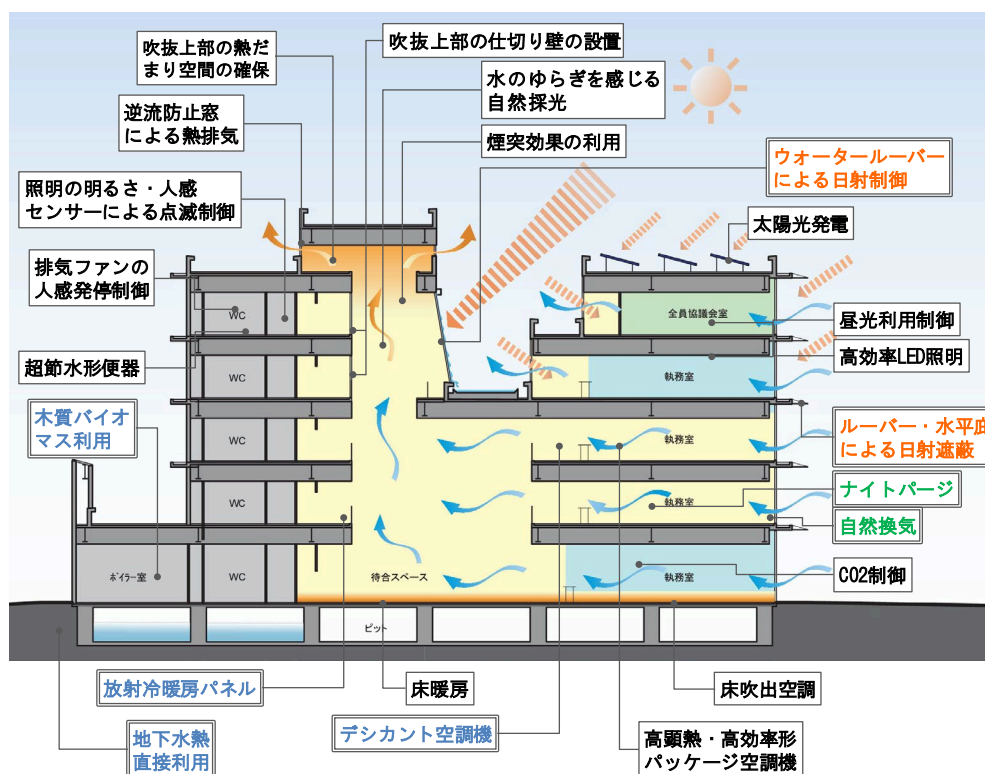 吹抜上部の熱だ
まり空間の確保
吹抜上部の仕切り壁の設置
水のゆらぎを感じる
自然採光
逆流防止窓
による熱排気
煙突効果の利用
ウォータールーバー
による日射制御
照明の明るさ・人感
センサーによる点滅制御
太陽光発電
排気ファンの
人感発停制御
WC
全員協議会室
昼光利用制御
高効率LED照明
超節水形便器
WC
執務室
木質バイオ
マス利用
ルーバー・水平庇
による日射遮蔽
WC
執務室
ナイトパージ
WC
執務室
自然換気
ボイラー室
WC
待合スペース
執務室
CO2制御
ピット
放射冷暖房パネル
床暖房
床吹出空調
デシカント空調機
地下水熱
直接利用
高顕熱・高効率形
パッケージ空調機